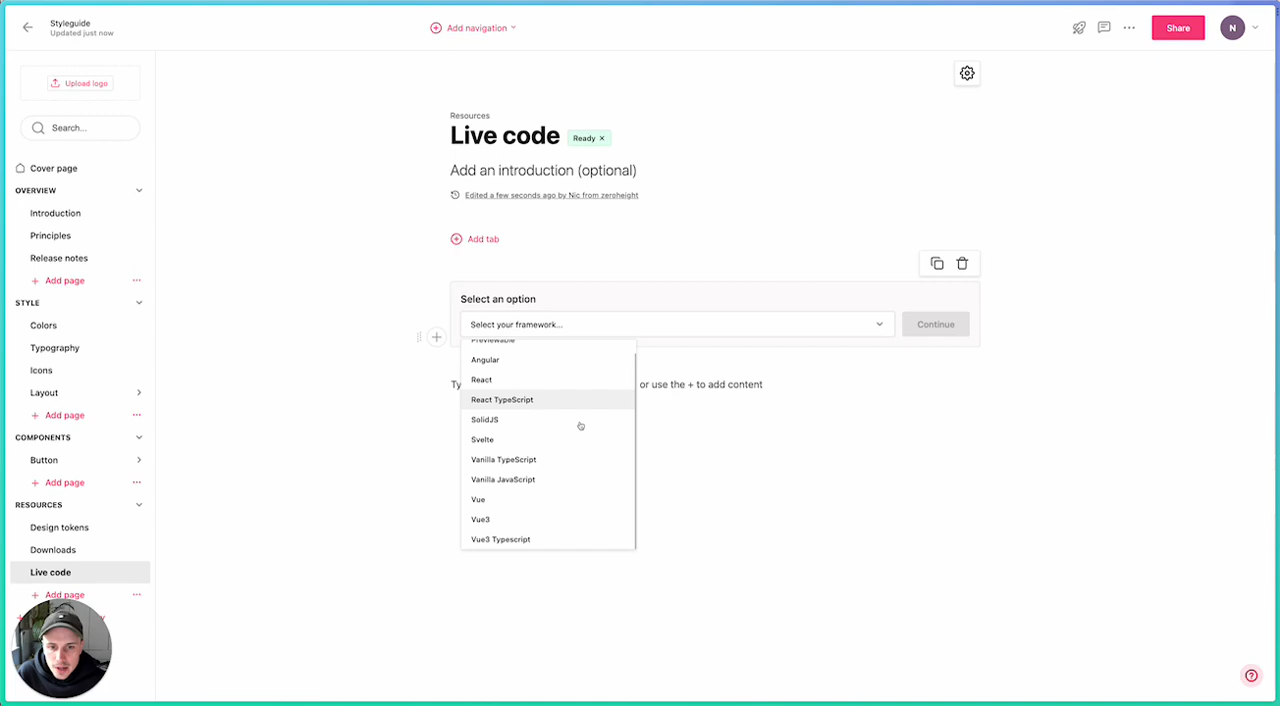 Styleguide
Updated just now
Add navigation
Share
N
Upload logo
Search...
Cover page
OVERVIEW
Introduction
Principles
Release notes
Add page
STYLE
Colors
Typography
Icons
Layout
Add page
COMPONENTS
Button
Add page
RESOURCES
Design tokens
Downloads
Live code
Add page
Resources
Live code
Ready ×
Add an introduction (optional)
Edited a few seconds ago by Nic from zeroheight
Add tab
Select an option
Select your framework...
Continue
Previewable
Angular
React
React TypeScript
SolidJS
Svelte
Vanilla TypeScript
Vanilla JavaScript
Vue
Vue3
Vue3 Typescript
or use the + to add content